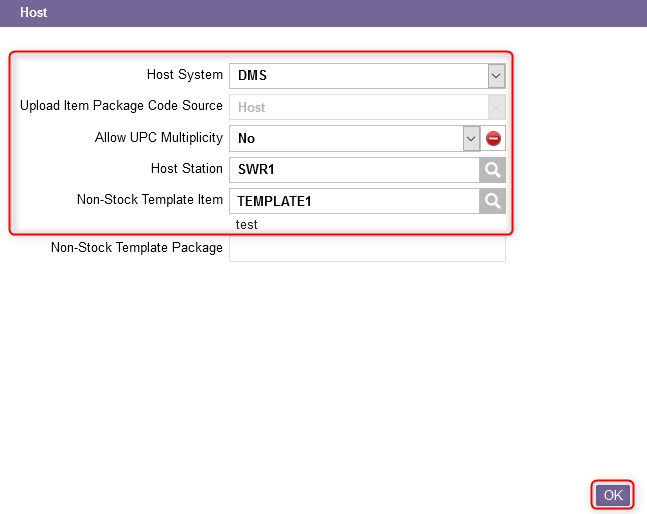 Host
Host System DMS
Upload Item Package Code Source Host
Allow UPC Multiplicity No
Host Station SWR1
Non-Stock Template Item TEMPLATE1
test
Non-Stock Template Package
OK